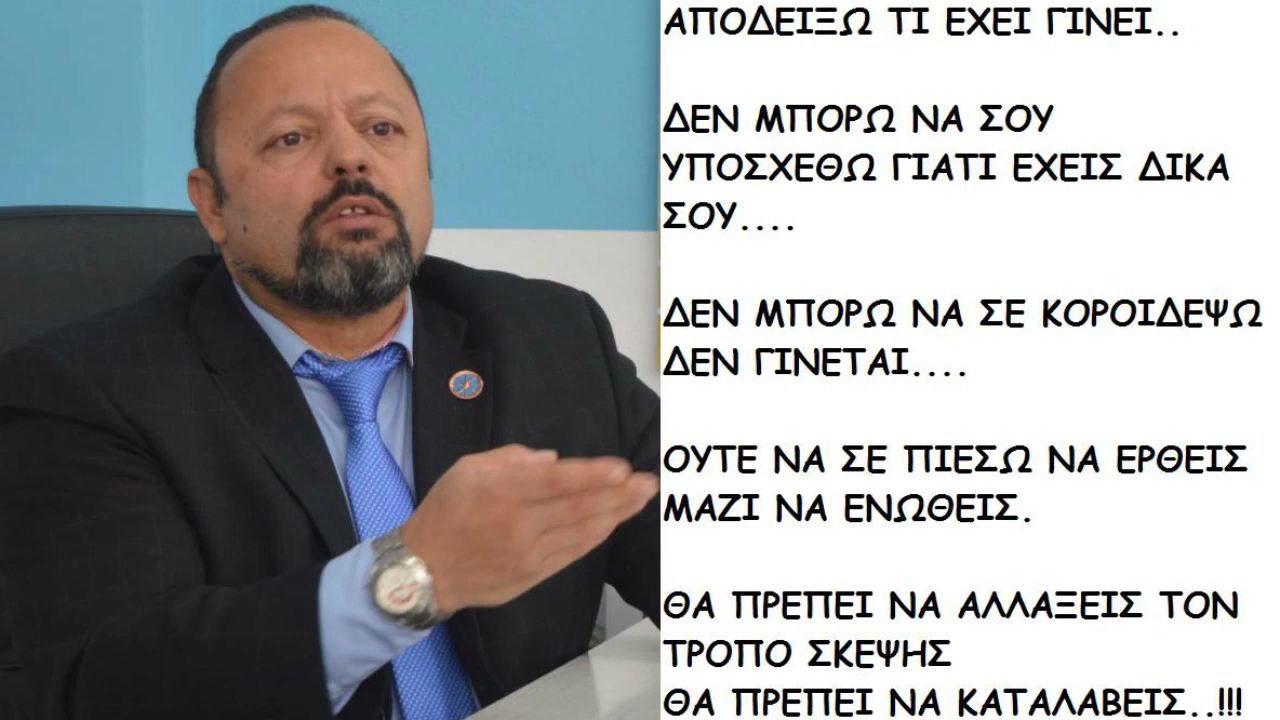 ΑΠΟΔΕΙΞΩ ΤΙ ΕΧΕΙ ΓΙΝΕΙ..
ΔΕΝ ΜΠΟΡΩ ΝΑ ΣΟΥ
ΥΠΟΣΧΕΘΩ ΓΙΑΤΙ ΕΧΕΙΣ ΔΙΚΑ
ΣΟΥ....
ΔΕΝ ΜΠΟΡΩ ΝΑ ΣΕ ΚΟΡΟΙΔΕΨΩ
ΔΕΝ ΓΙΝΕΤΑΙ....
ΟΥΤΕ ΝΑ ΣΕ ΠΙΕΣΩ ΝΑ ΕΡΘΕΙΣ
ΜΑΖΙ ΝΑ ΕΝΩΘΕΙΣ.
ΘΑ ΠΡΕΠΕΙ ΝΑ ΑΛΛΑΞΕΙΣ ΤΟΝ
ΤΡΟΠΟ ΣΚΕΨΗΣ
ΘΑ ΠΡΕΠΕΙ ΝΑ ΚΑΤΑΛΑΒΕΙΣ..!!!